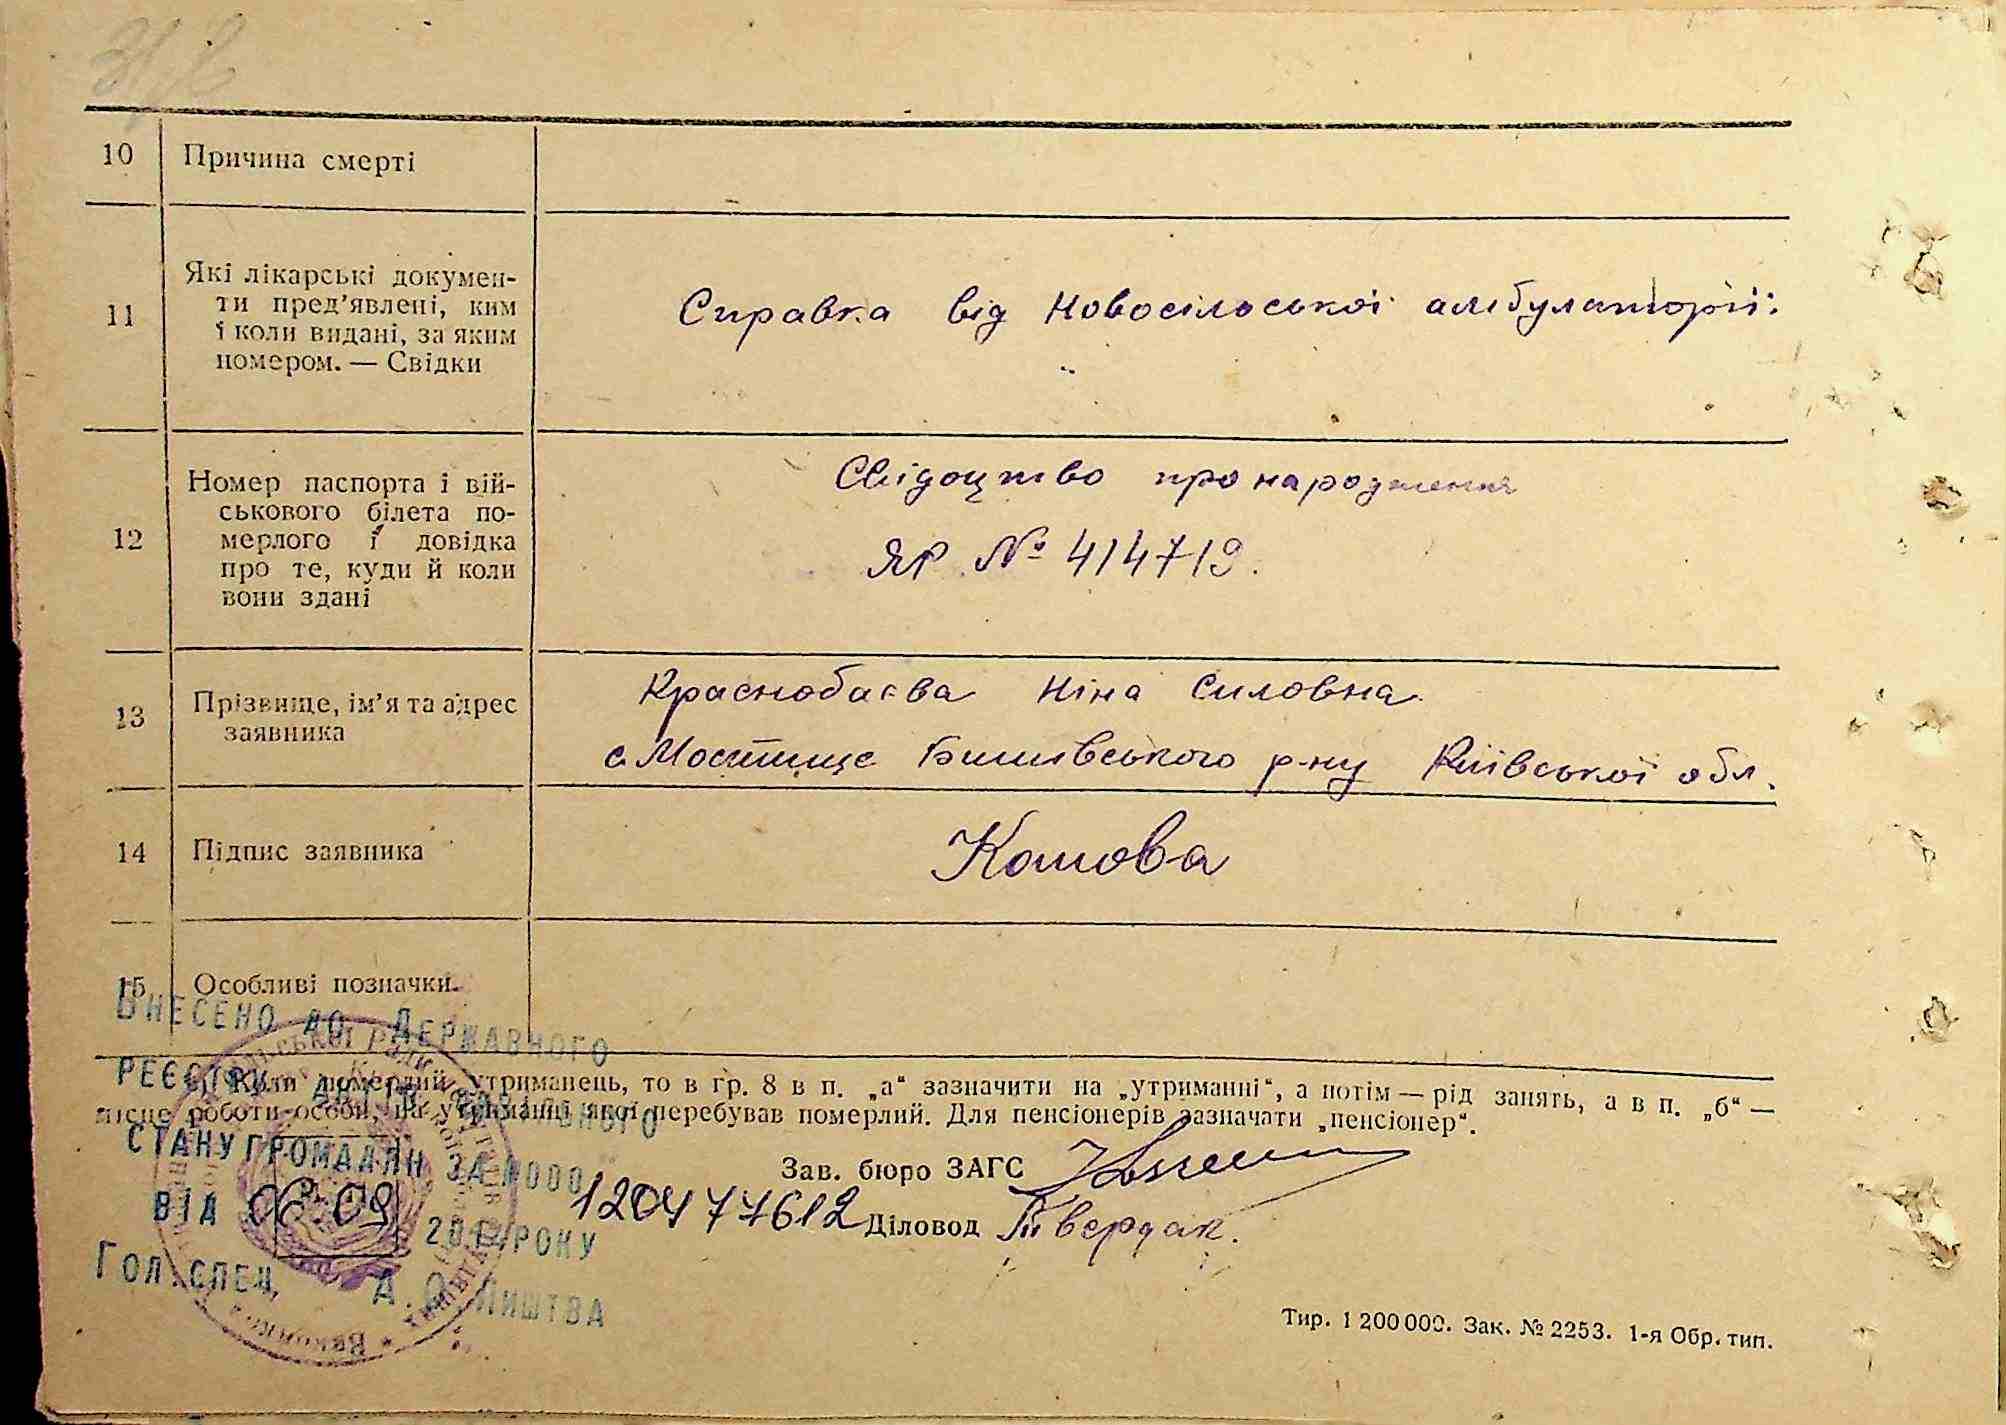 10 Причина смерті
11 Які лікарські докумен-
ти пред'явлені, ким
і коли видані, за яким
номером. — Свідки
Справка від Новосільської амбулаторії.
12 Номер паспорта і вій-
ськового білета по-
мерлого і довідка
про те, куди й коли
вони здані
Свідоцтво про народження
ЯР № 414719.
13 Прізвище, ім'я та адрес
заявника
Краснобаєва Ніна Силовна
с. Мостище Бишівського р-ну Київської обл.
14 Підпис заявника
15 Особливі позначки.
Коли померлий утриманець, то в гр. 8 в п. „а“ зазначити на „утриманні“, а потім — рід занять, а в п. „б“ —
місце роботи особи, на утриманні якої перебував померлий. Для пенсіонерів зазначати „пенсіонер“.
Внесено до Державного
реєстру актів цивільного
стану громадян за №000
120477612
від 06.09 2012 року
Гол.спец. А.О.Лиштва
Зав. бюро ЗАГС
Діловод Твердак.
Тир. 1 200 000. Зак. № 2253. 1-я Обр. тип.